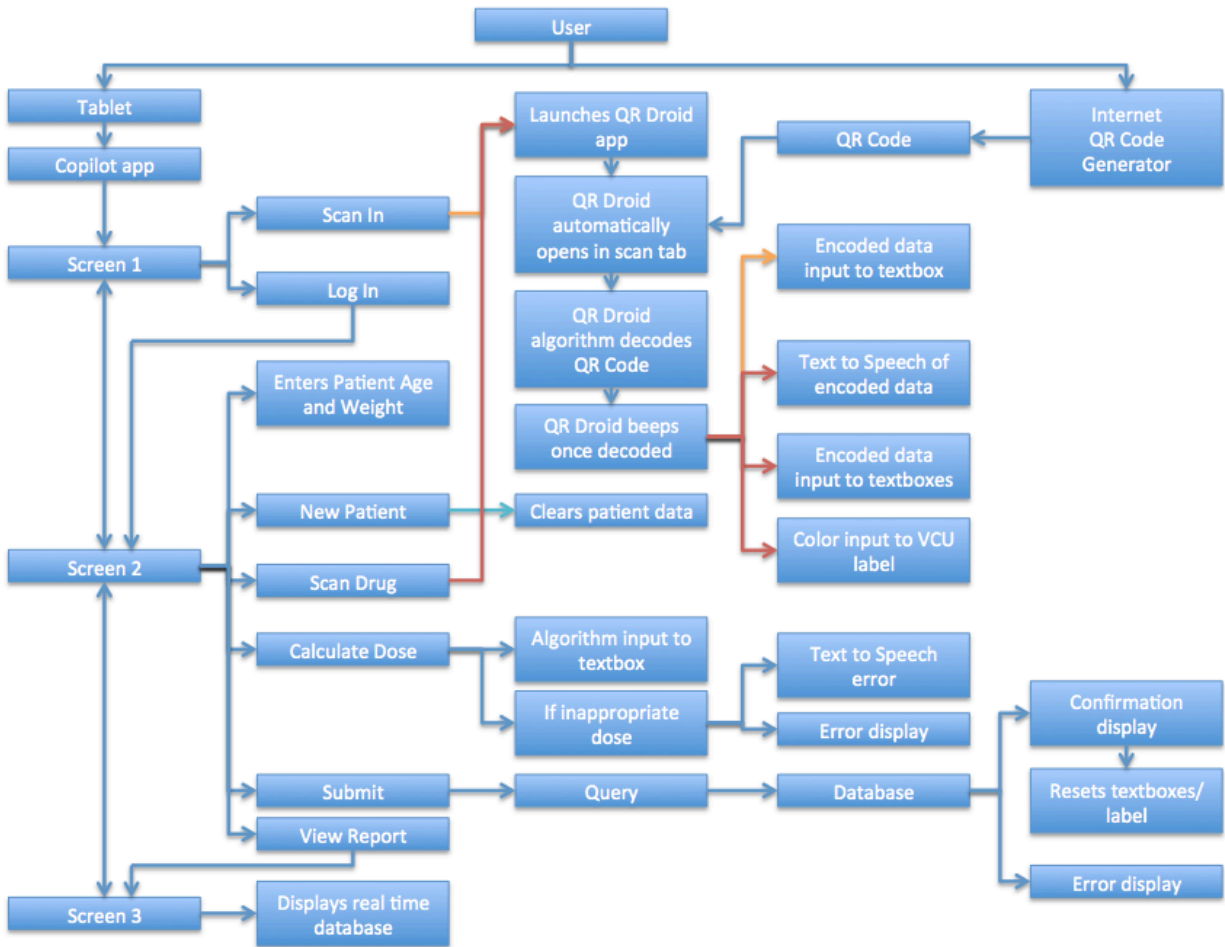 User
Tablet
Copilot app
Screen 1
Scan In
Log In
Launches QR Droid
app
QR Droid
automatically
opens in scan tab
QR Droid
algorithm decodes
QR Code
QR Droid beeps
once decoded
QR Code
Internet
QR Code
Generator
Encoded data
input to textbox
Text to Speech of
encoded data
Encoded data
input to textboxes
Color input to VCU
label
Screen 2
Enters Patient Age
and Weight
New Patient
Clears patient data
Scan Drug
Calculate Dose
Algorithm input to
textbox
If inappropriate
dose
Text to Speech
error
Error display
Submit
Query
Database
Confirmation
display
Resets textboxes/
label
Error display
View Report
Screen 3
Displays real time
database